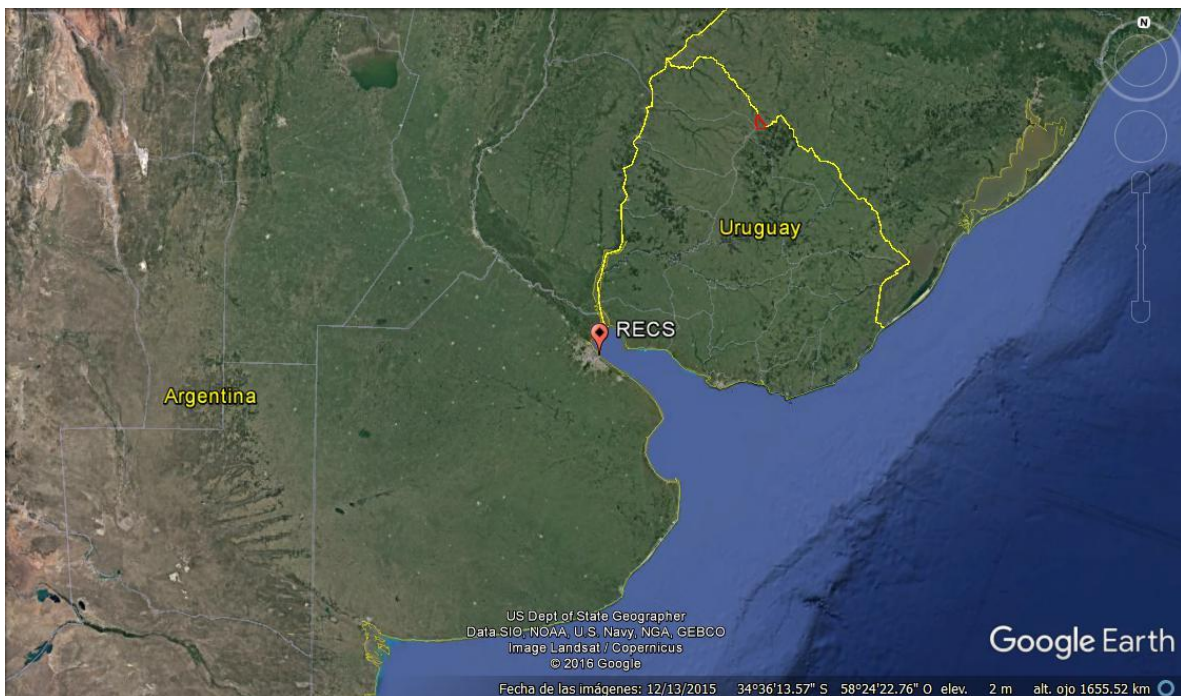 N
Uruguay
RECS
Argentina
US Dept of State Geographer
Data SIO, NOAA, U.S. Navy, NGA, GEBCO
Image Landsat / Copernicus
© 2016 Google
Google Earth
Fecha de las imágenes: 12/13/2015 34°36'13.57" S 58°24'22.76" O elev. 2 m alt. ojo 1655.52 km